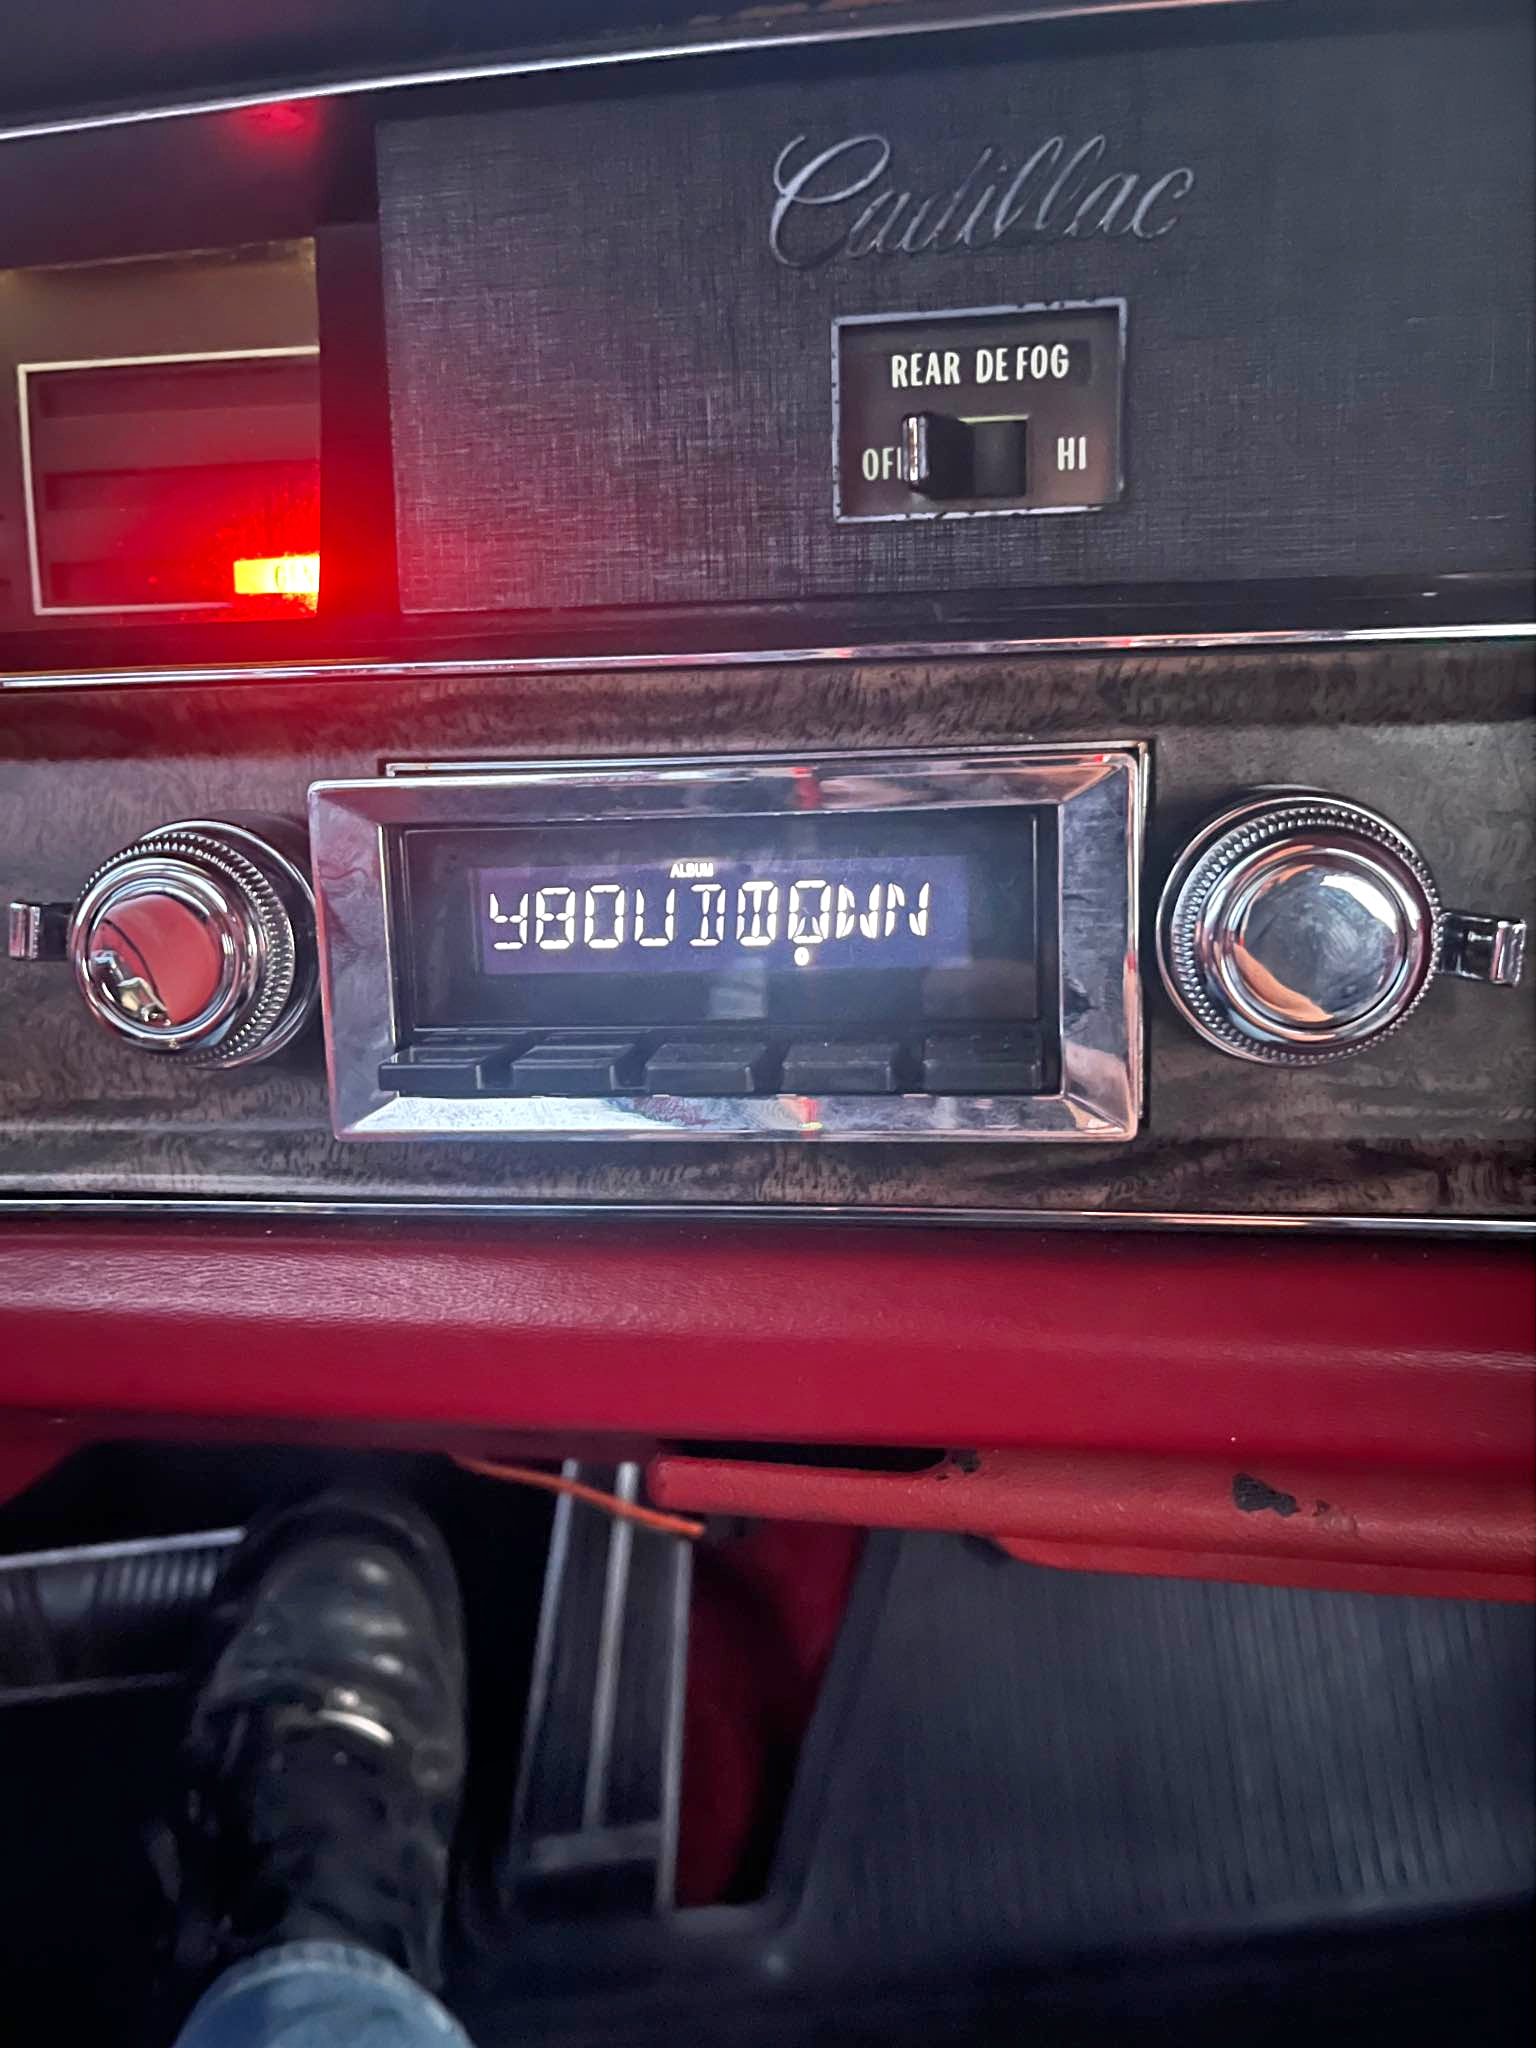 Cadillac
REAR DEFOG
OFF HI
ALBUM